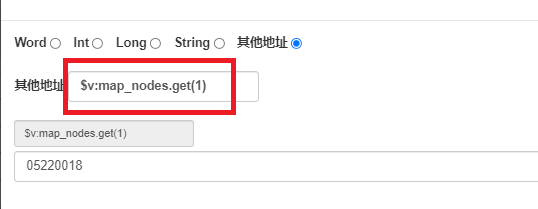 Word Int Long String 其他地址
其他地址 $v:map_nodes.get(1)
$v:map_nodes.get(1)
05220018